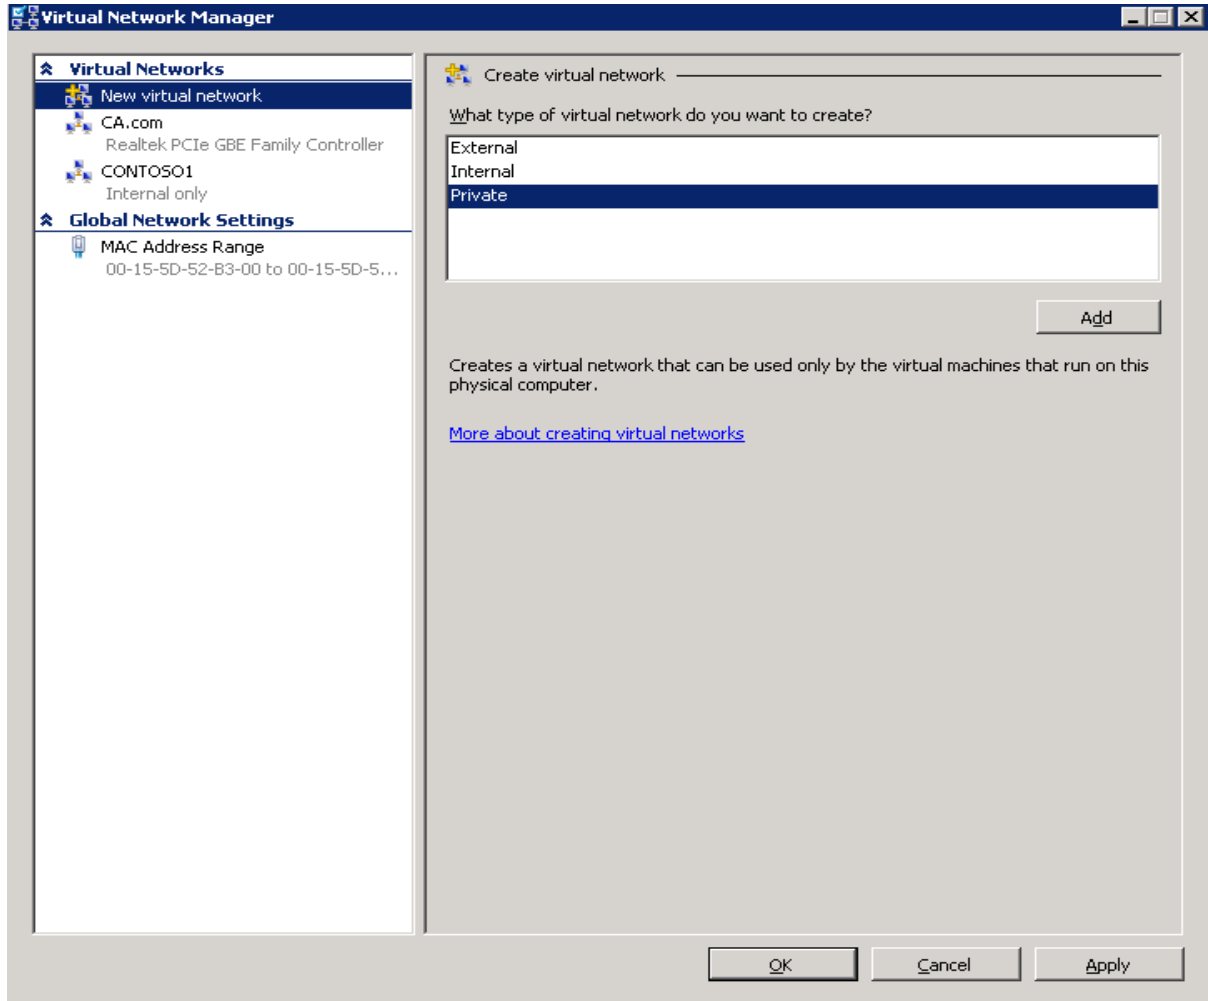 Virtual Network Manager
Virtual Networks
New virtual network
CA.com
Realtek PCIe GBE Family Controller
CONTOSO1
Internal only
Global Network Settings
MAC Address Range
00-15-5D-52-B3-00 to 00-15-5D-5...
Create virtual network
What type of virtual network do you want to create?
External
Internal
Private
Add
Creates a virtual network that can be used only by the virtual machines that run on this
physical computer.
More about creating virtual networks
OK
Cancel
Apply